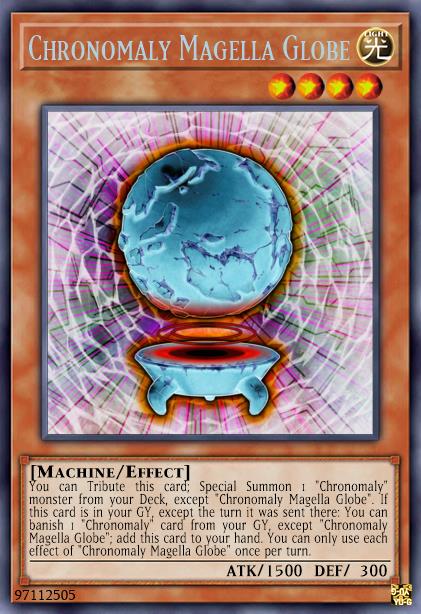 CHRONOMALY MAGELLA GLOBE
LIGHT
光
[MACHINE/EFFECT]
You can Tribute this card; Special Summon 1 "Chronomaly"
monster from your Deck, except "Chronomaly Magella Globe". If
this card is in your GY, except the turn it was sent there: You can
banish 1 "Chronomaly" card from your GY, except "Chronomaly
Magella Globe"; add this card to your hand. You can only use each
effect of "Chronomaly Magella Globe" once per turn.
ATK/1500 DEF/ 300
97112505